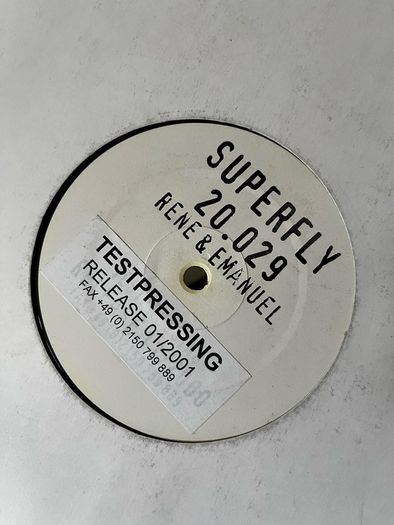 SUPERFLY
20.029
RENE & EMANUEL
TESTPRESSING
RELEASE 01/2001
FAX +49 (0) 2150 799 889